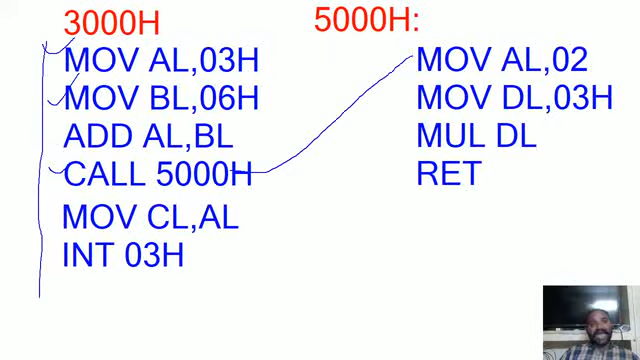 3000H
MOV AL,03H
MOV BL,06H
ADD AL,BL
CALL 5000H
MOV CL,AL
INT 03H
5000H:
MOV AL,02
MOV DL,03H
MUL DL
RET